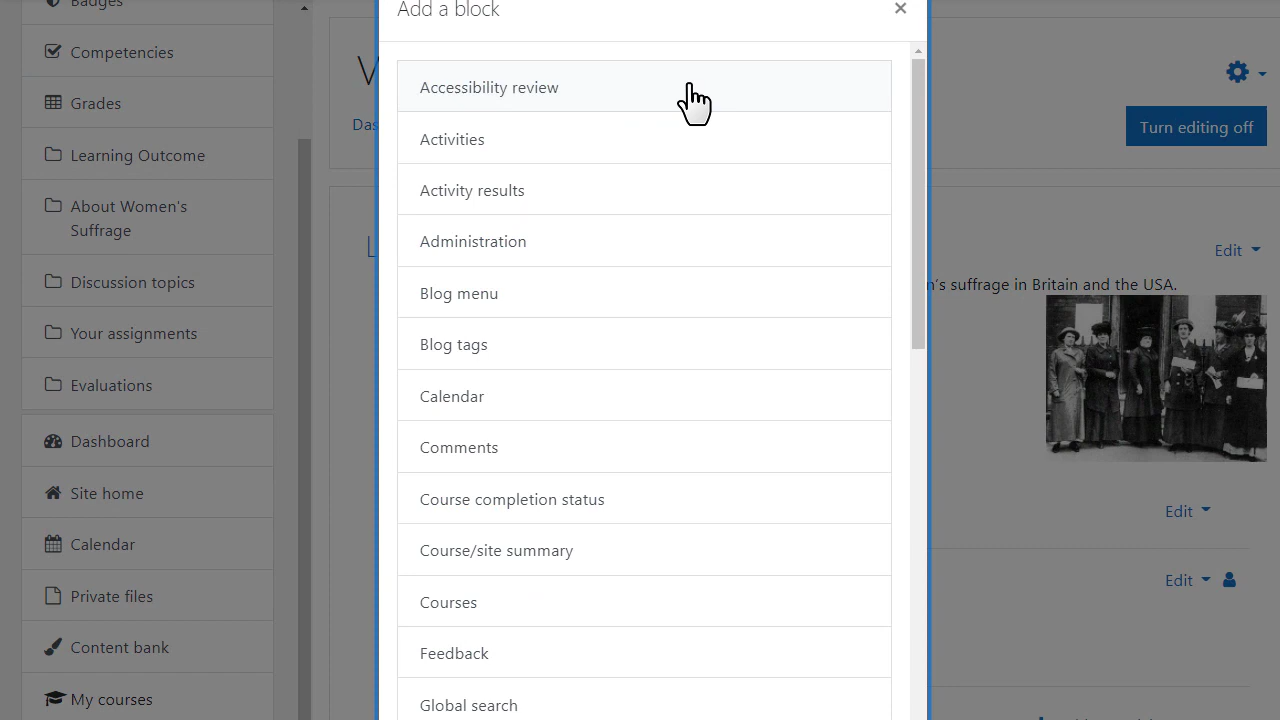 Badges
Competencies
Grades
Learning Outcome
About Women's
Suffrage
Discussion topics
Your assignments
Evaluations
Dashboard
Site home
Calendar
Private files
Content bank
My courses
Add a block
×
Accessibility review
Activities
Activity results
Administration
Blog menu
Blog tags
Calendar
Comments
Course completion status
Course/site summary
Courses
Feedback
Global search
Turn editing off
Edit
suffrage in Britain and the USA.
Edit
Edit